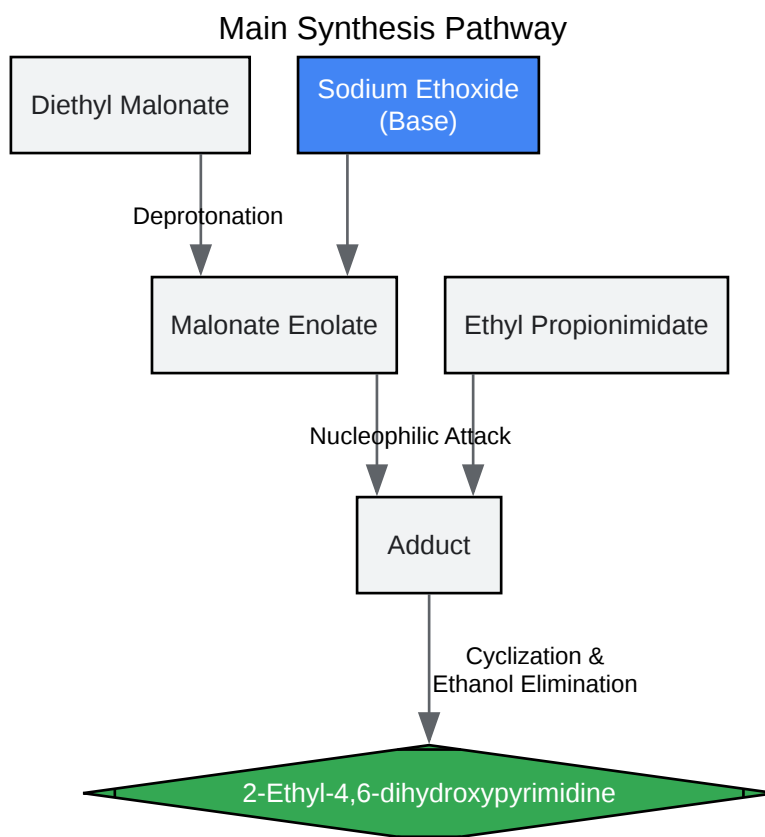 Main Synthesis Pathway
Diethyl Malonate
Sodium Ethoxide
(Base)
Deprotonation
Malonate Enolate
Ethyl Propionimidate
Nucleophilic Attack
Adduct
Cyclization &
Ethanol Elimination
2-Ethyl-4,6-dihydroxypyrimidine